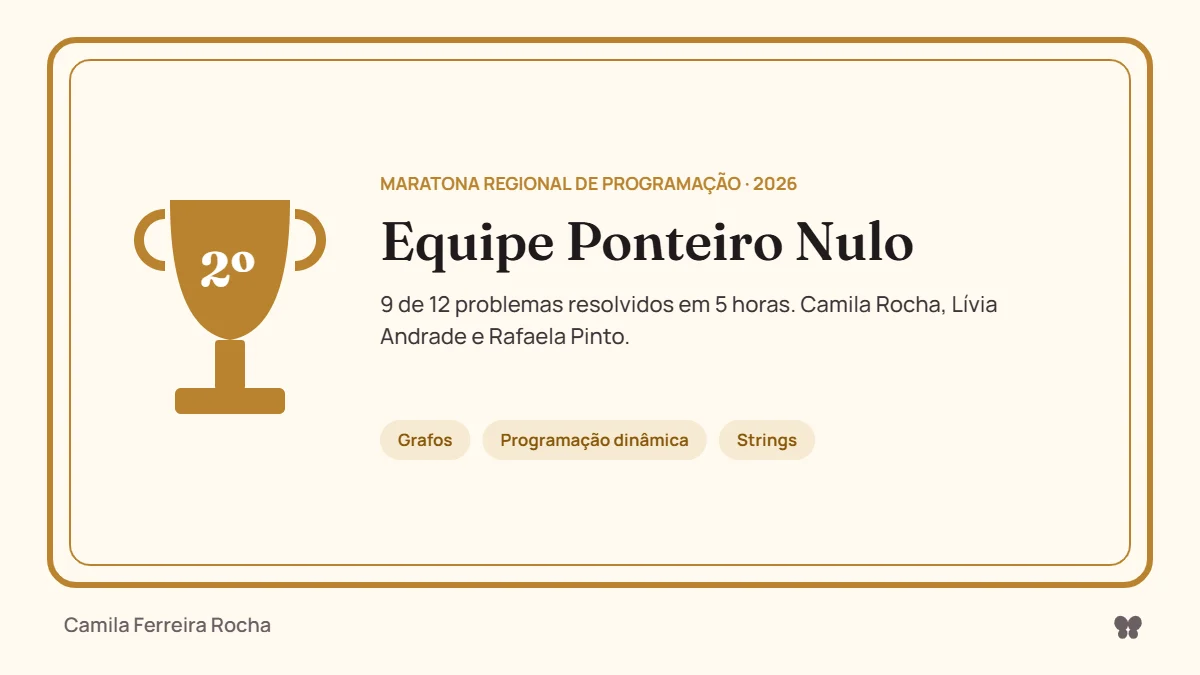 MARATONA REGIONAL DE PROGRAMAÇÃO · 2026
2º
Equipe Ponteiro Nulo
9 de 12 problemas resolvidos em 5 horas. Camila Rocha, Lívia
Andrade e Rafaela Pinto.
Grafos
Programação dinâmica
Strings
Camila Ferreira Rocha